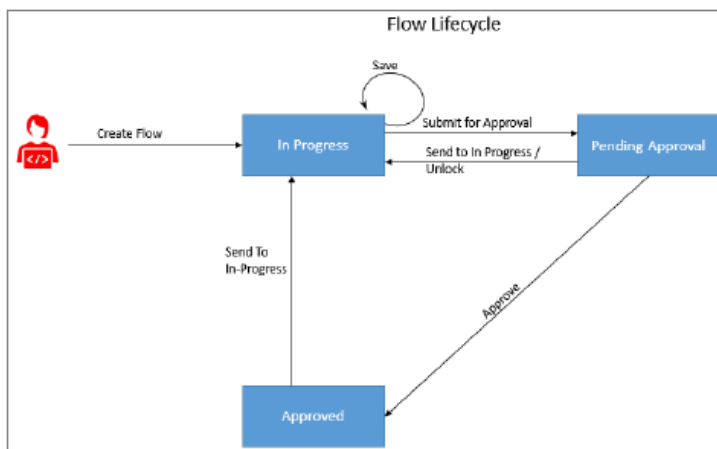 Flow Lifecycle
Save
Create Flow
In Progress
Submit for Approval
Pending Approval
Send to In Progress /
Unlock
Send To
In-Progress
Approve
Approved